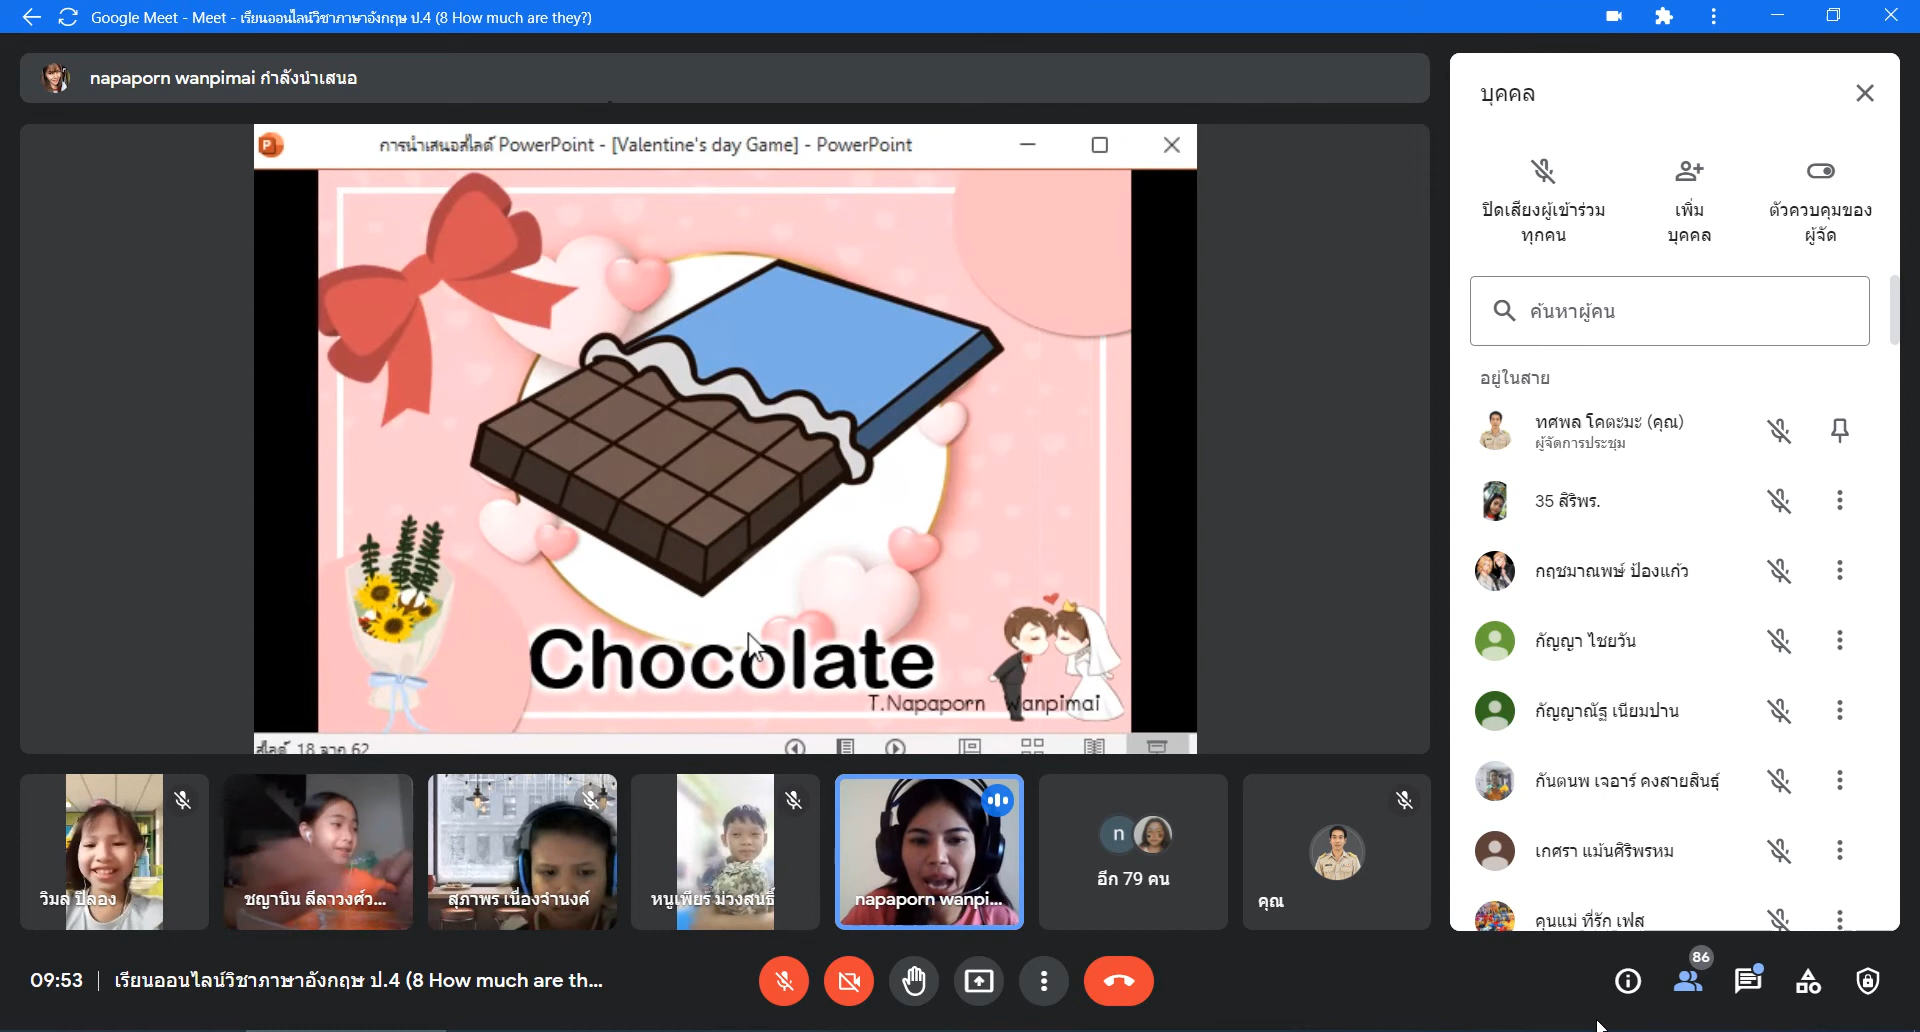 Google Meet - Meet - เรียนออนไลน์วิชาภาษาอังกฤษ ป.4 (8 How much are they?)
napaporn wanpimai กำลังนำเสนอ
การนำเสนอสไลด์ PowerPoint - [Valentine's day Game] - PowerPoint
Chocolate
T.Napaporn Wanpimai
สไลด์ 18 จาก 62
วิมล ปีลอง
ชญานิน ลีลาวงศ์ว...
สุภาพร เนื่องจำนงค์
หนูเพียร ม่วงสนธิ์
napaporn wanpi...
n
อีก 79 คน
คุณ
09:53
เรียนออนไลน์วิชาภาษาอังกฤษ ป.4 (8 How much are th...
บุคคล
ปิดเสียงผู้เข้าร่วม
ทุกคน
เพิ่ม
บุคคล
ตัวควบคุมของ
ผู้จัด
ค้นหาผู้คน
อยู่ในสาย
ทศพล โคตะมะ (คุณ)
ผู้จัดการประชุม
35 สิริพร.
กฤชมาณพษ์ ป้องแก้ว
กัญญา ไชยวัน
กัญญาณัฐ เนียมปาน
กันตนพ เจอาร์ คงสายสินธุ์
เกศรา แม้นศิริพรหม
คุนแม่ ที่รัก เฟส
86